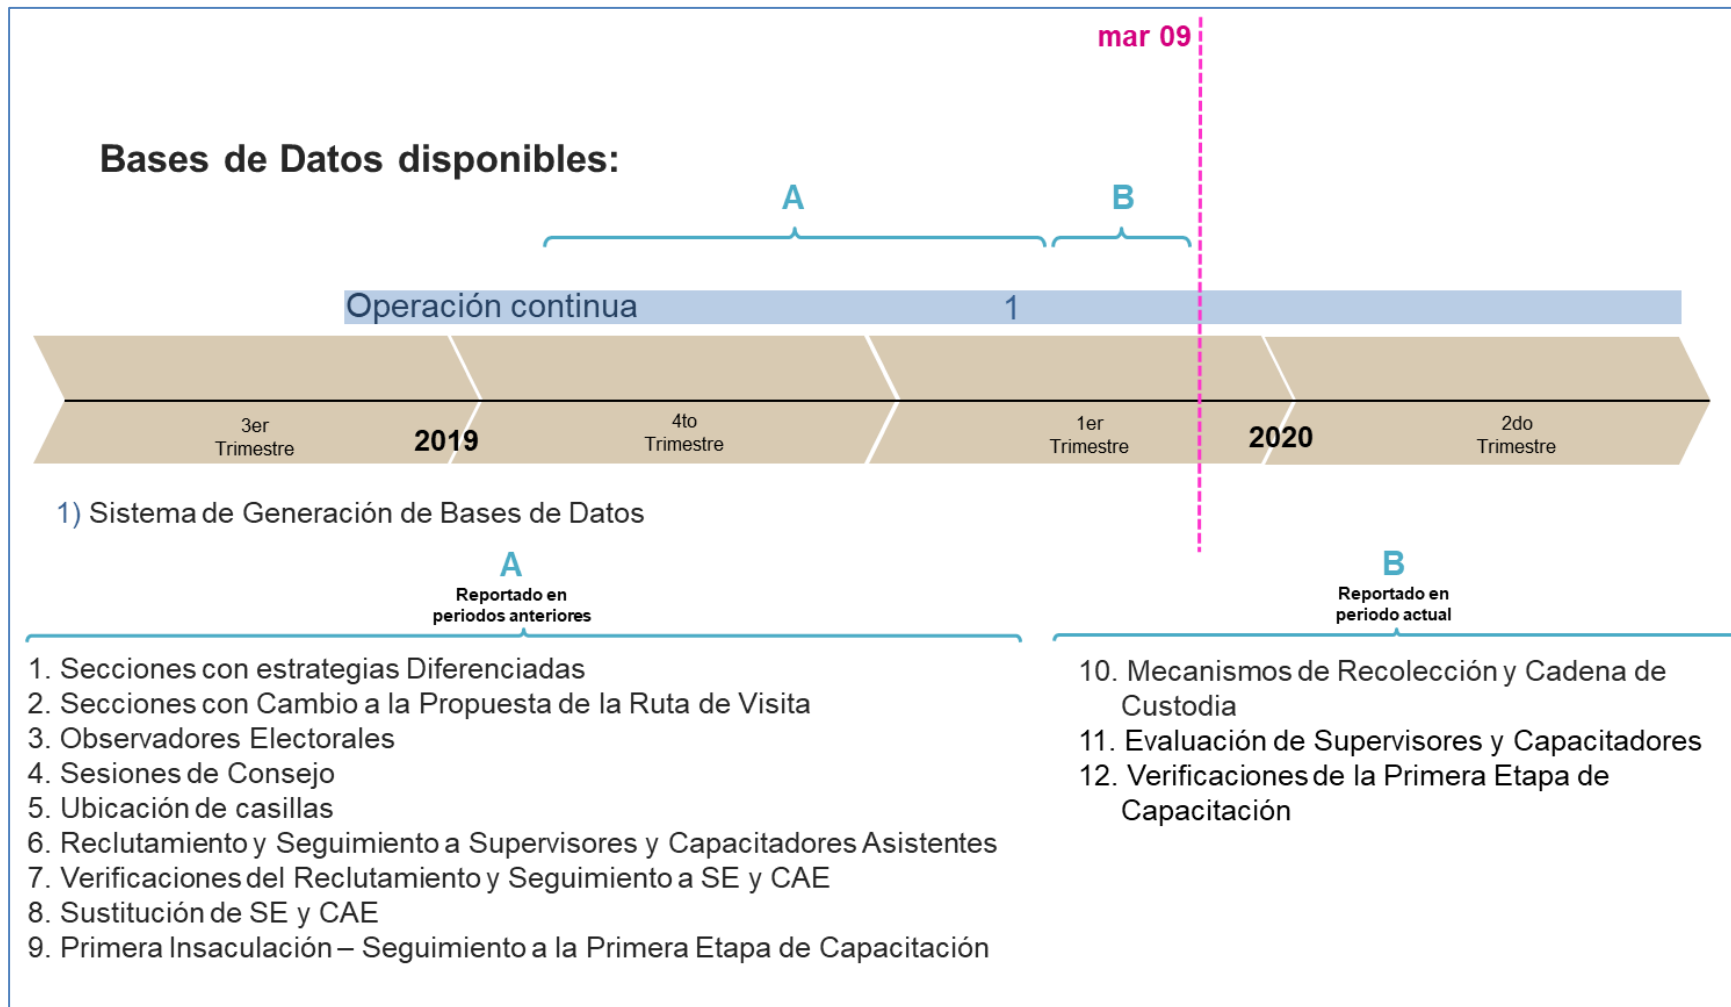 mar 09
Bases de Datos disponibles:
A
B
Operación continua
1
3er
Trimestre
2019
4to
Trimestre
1er
Trimestre
2020
2do
Trimestre
1) Sistema de Generación de Bases de Datos
A
Reportado en
periodos anteriores
1. Secciones con estrategias Diferenciadas
2. Secciones con Cambio a la Propuesta de la Ruta de Visita
3. Observadores Electorales
4. Sesiones de Consejo
5. Ubicación de casillas
6. Reclutamiento y Seguimiento a Supervisores y Capacitadores Asistentes
7. Verificaciones del Reclutamiento y Seguimiento a SE y CAE
8. Sustitución de SE y CAE
9. Primera Insaculación – Seguimiento a la Primera Etapa de Capacitación
B
Reportado en
periodo actual
10. Mecanismos de Recolección y Cadena de
Custodia
11. Evaluación de Supervisores y Capacitadores
12. Verificaciones de la Primera Etapa de
Capacitación